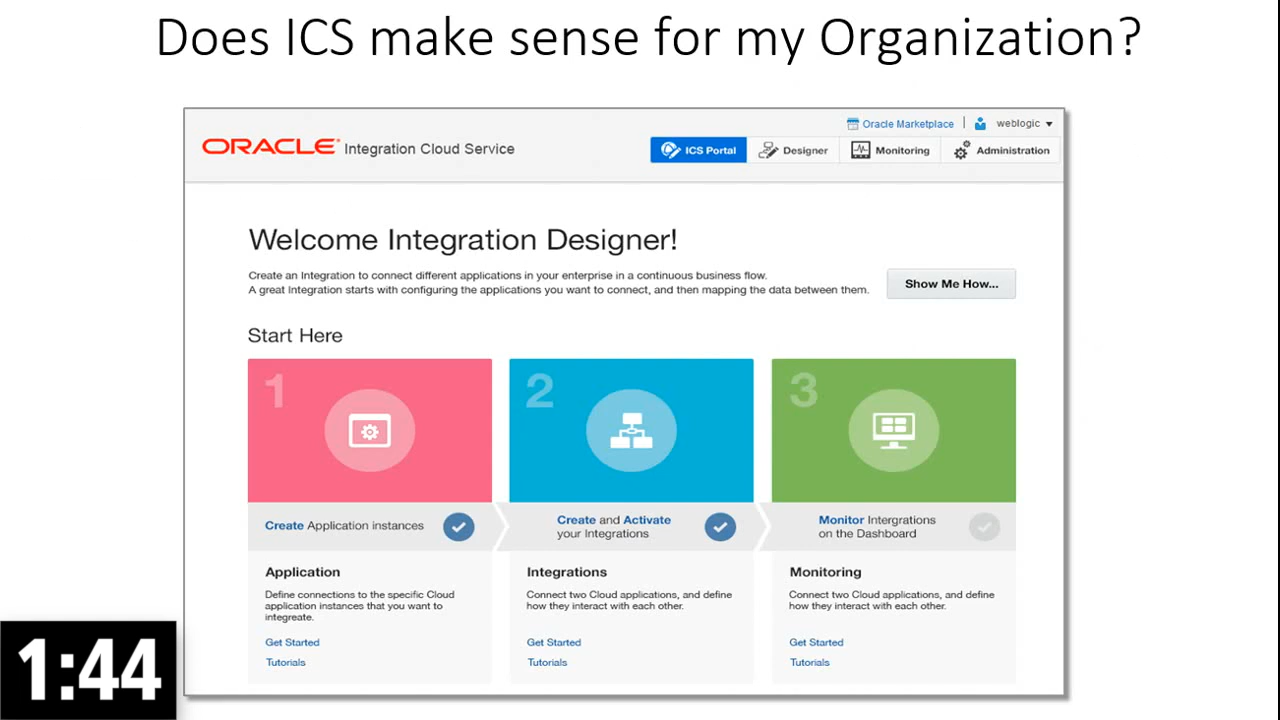 Does ICS make sense for my Organization?
Oracle Marketplace | weblogic
ORACLE Integration Cloud Service
ICS Portal Designer Monitoring Administration
Welcome Integration Designer!
Create an Integration to connect different applications in your enterprise in a continuous business flow.
A great Integration starts with configuring the applications you want to connect, and then mapping the data between them.
Show Me How...
Start Here
1
2
3
Create Application instances
Create and Activate
your Integrations
Monitor Intergrations
on the Dashboard
Application
Define connections to the specific Cloud
application instances that you want to
integreate.
Get Started
Tutorials
Integrations
Connect two Cloud applications, and define
how they interact with each other.
Get Started
Tutorials
Monitoring
Connect two Cloud applications, and define
how they interact with each other.
Get Started
Tutorials
1:44